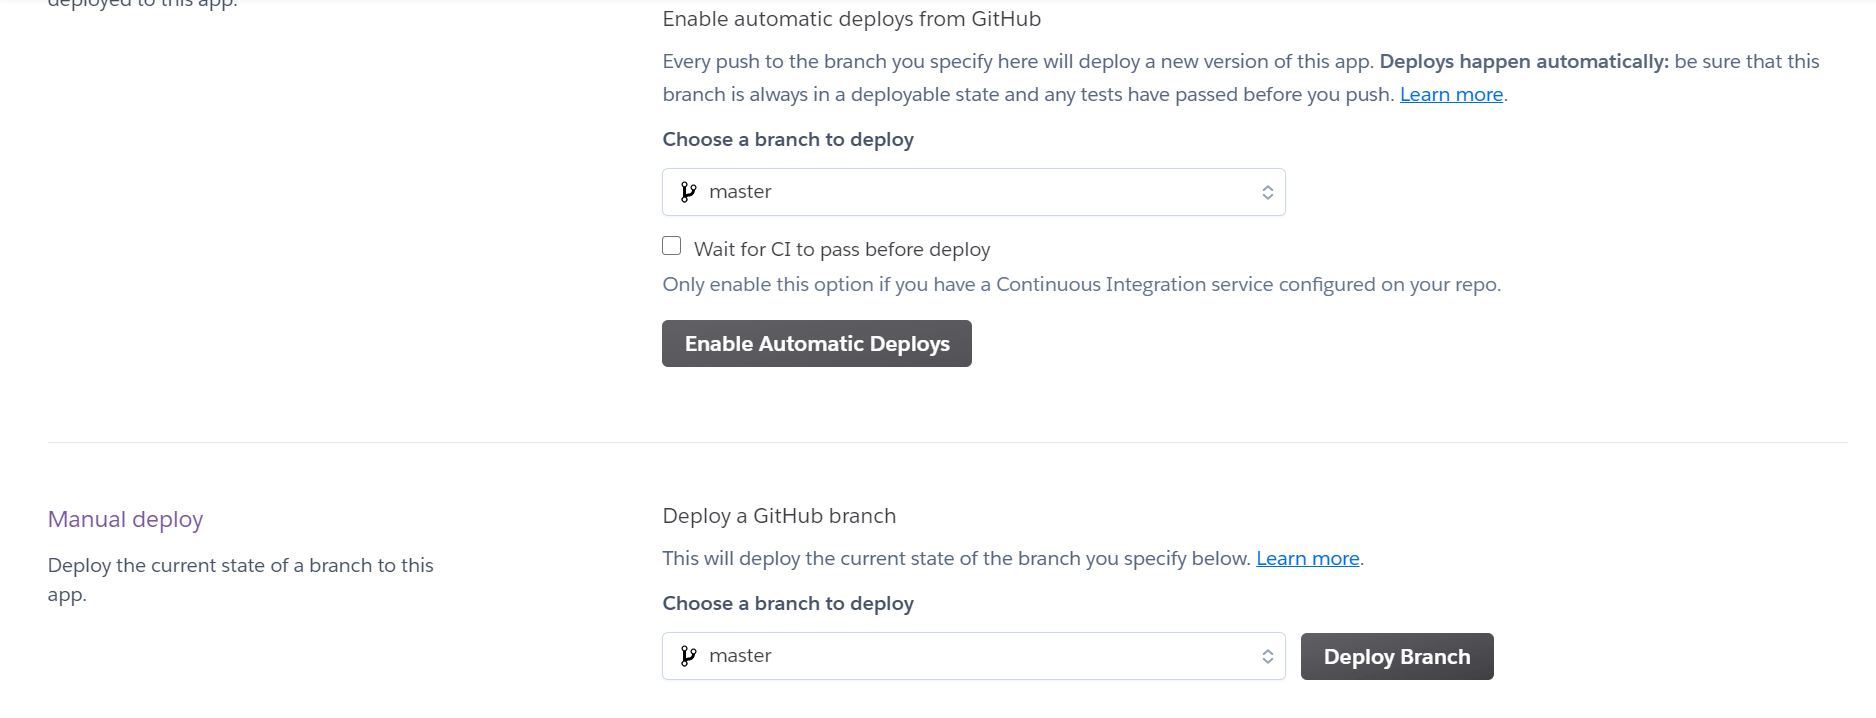 deployed to this app.
Enable automatic deploys from GitHub
Every push to the branch you specify here will deploy a new version of this app. Deploys happen automatically: be sure that this
branch is always in a deployable state and any tests have passed before you push. Learn more.
Choose a branch to deploy
master
Wait for CI to pass before deploy
Only enable this option if you have a Continuous Integration service configured on your repo.
Enable Automatic Deploys
Manual deploy
Deploy the current state of a branch to this
app.
Deploy a GitHub branch
This will deploy the current state of the branch you specify below. Learn more.
Choose a branch to deploy
master
Deploy Branch